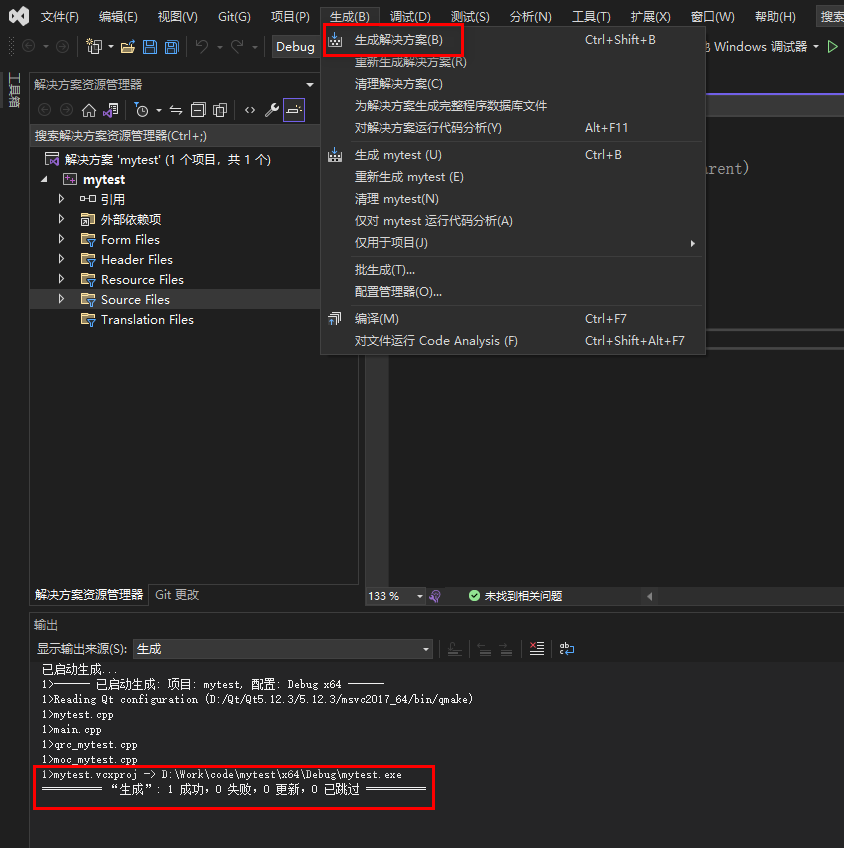 文件(F) 编辑(E) 视图(V) Git(G) 项目(P) 生成(B) 调试(D) 测试(S) 分析(N) 工具(T) 扩展(X) 窗口(W) 帮助(H) 搜索
Debug
Windows 调试器
生成解决方案(B) Ctrl+Shift+B
重新生成解决方案(R)
清理解决方案(C)
为解决方案生成完整程序数据库文件
对解决方案运行代码分析(Y) Alt+F11
生成 mytest (U) Ctrl+B
重新生成 mytest (E)
清理 mytest(N)
仅对 mytest 运行代码分析(A)
仅用于项目(J)
批生成(T)...
配置管理器(O)...
编译(M) Ctrl+F7
对文件运行 Code Analysis (F) Ctrl+Shift+Alt+F7
rent)
工具箱
解决方案资源管理器
搜索解决方案资源管理器(Ctrl+;)
解决方案 'mytest' (1 个项目，共 1 个)
mytest
引用
外部依赖项
Form Files
Header Files
Resource Files
Source Files
Translation Files
解决方案资源管理器 Git 更改
133 % 未找到相关问题
输出
显示输出来源(S): 生成
已启动生成...
1>------ 已启动生成: 项目: mytest, 配置: Debug x64 ------
1>Reading Qt configuration (D:/Qt/Qt5.12.3/5.12.3/msvc2017_64/bin/qmake)
1>mytest.cpp
1>main.cpp
1>qrc_mytest.cpp
1>moc_mytest.cpp
1>mytest.vcxproj -> D:\Work\code\mytest\x64\Debug\mytest.exe
========== “生成”: 1 成功，0 失败，0 更新，0 已跳过 ==========